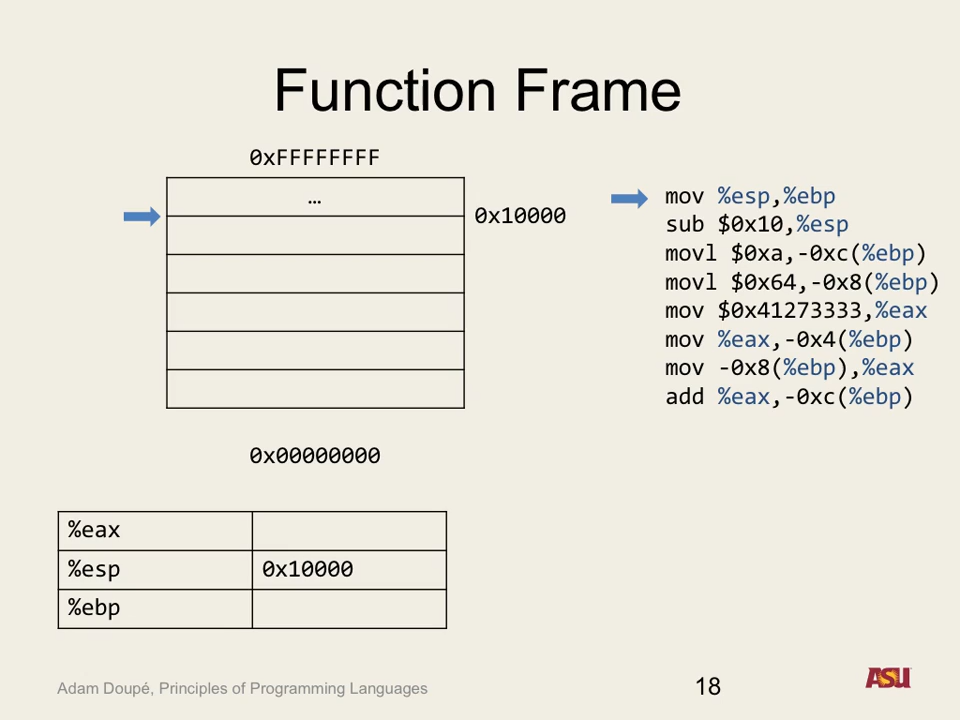 Function Frame
0xFFFFFFFF
…
0x10000
mov %esp,%ebp
sub $0x10,%esp
movl $0xa,-0xc(%ebp)
movl $0x64,-0x8(%ebp)
mov $0x41273333,%eax
mov %eax,-0x4(%ebp)
mov -0x8(%ebp),%eax
add %eax,-0xc(%ebp)
0x00000000
%eax
%esp 0x10000
%ebp
Adam Doupé, Principles of Programming Languages
18
ASU